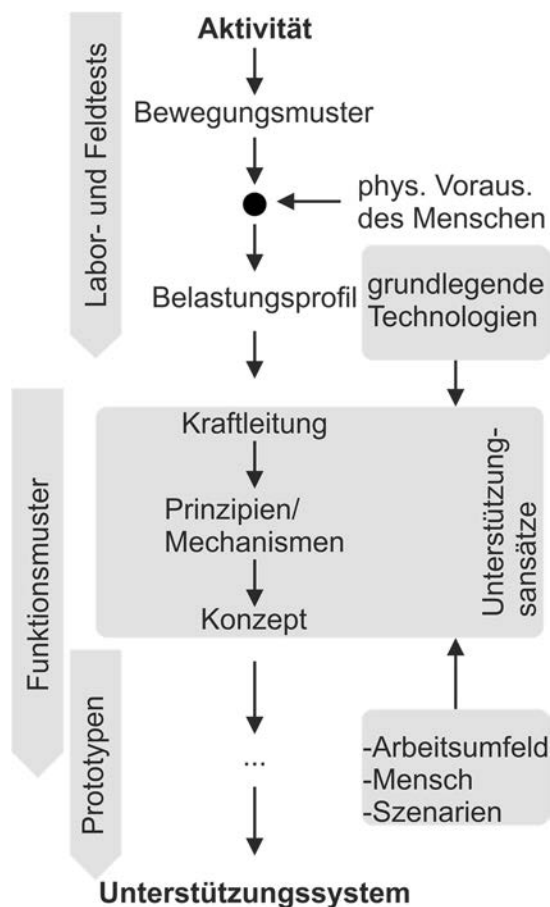 Aktivität
Bewegungsmuster
phys. Voraus.
des Menschen
Belastungsprofil
grundlegende
Technologien
Labor- und Feldtests
Kraftleitung
Prinzipien/
Mechanismen
Konzept
Unterstützung-
sansätze
Funktionsmuster
Prototypen
...
-Arbeitsumfeld
-Mensch
-Szenarien
Unterstützungssystem